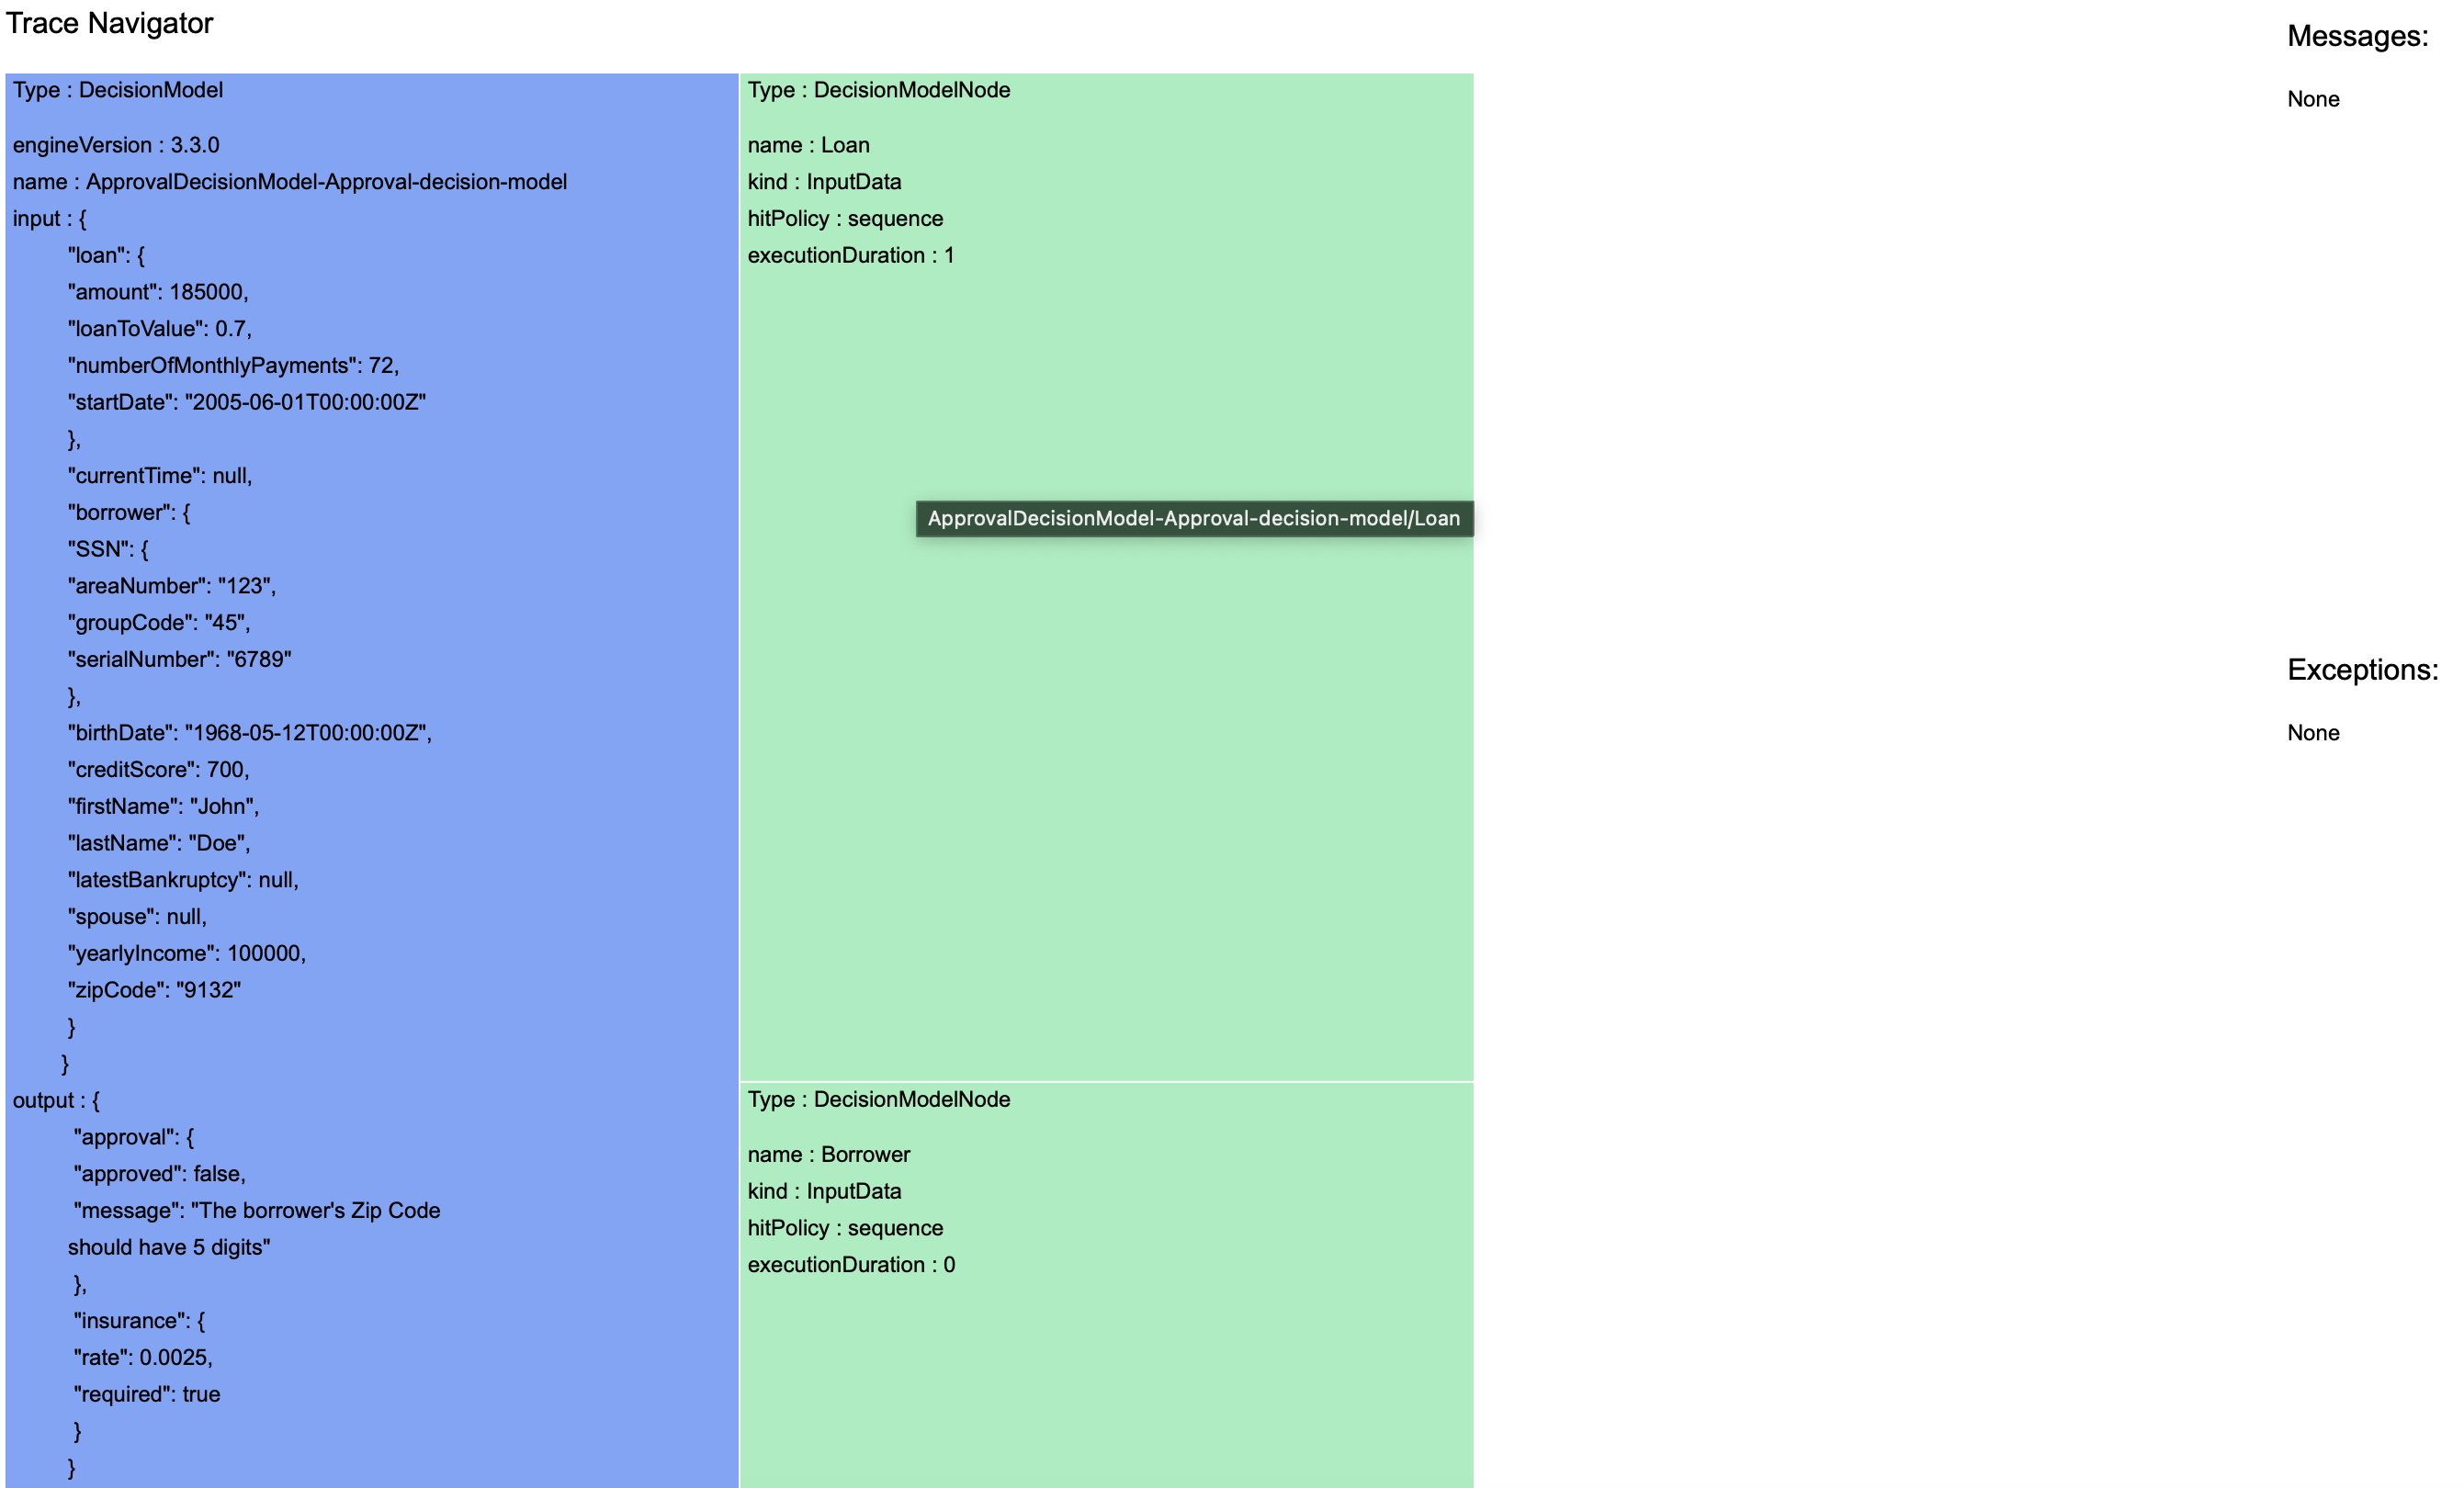 Trace Navigator
Type : DecisionModel
engineVersion : 3.3.0
name : ApprovalDecisionModel-Approval-decision-model
input : {
"loan": {
"amount": 185000,
"loanToValue": 0.7,
"numberOfMonthlyPayments": 72,
"startDate": "2005-06-01T00:00:00Z"
},
"currentTime": null,
"borrower": {
"SSN": {
"areaNumber": "123",
"groupCode": "45",
"serialNumber": "6789"
},
"birthDate": "1968-05-12T00:00:00Z",
"creditScore": 700,
"firstName": "John",
"lastName": "Doe",
"latestBankruptcy": null,
"spouse": null,
"yearlyIncome": 100000,
"zipCode": "9132"
}
}
output : {
"approval": {
"approved": false,
"message": "The borrower's Zip Code
should have 5 digits"
},
"insurance": {
"rate": 0.0025,
"required": true
}
}
Type : DecisionModelNode
name : Loan
kind : InputData
hitPolicy : sequence
executionDuration : 1
ApprovalDecisionModel-Approval-decision-model/Loan
Type : DecisionModelNode
name : Borrower
kind : InputData
hitPolicy : sequence
executionDuration : 0
Messages:
None
Exceptions:
None